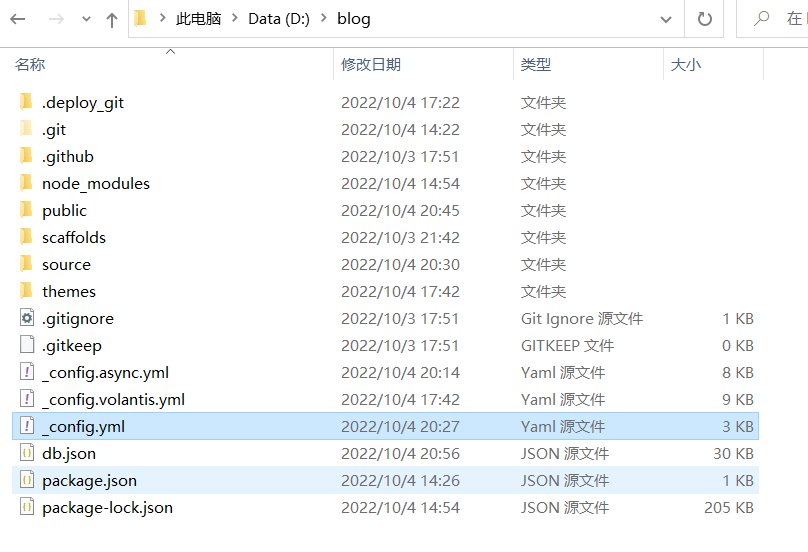 此电脑 Data (D:) blog 在
名称 修改日期 类型 大小
.deploy_git 2022/10/4 17:22 文件夹
.git 2022/10/4 14:22 文件夹
.github 2022/10/3 17:51 文件夹
node_modules 2022/10/4 14:54 文件夹
public 2022/10/4 20:45 文件夹
scaffolds 2022/10/3 21:42 文件夹
source 2022/10/4 20:30 文件夹
themes 2022/10/4 17:42 文件夹
.gitignore 2022/10/3 17:51 Git Ignore 源文件 1 KB
.gitkeep 2022/10/3 17:51 GITKEEP 文件 0 KB
_config.async.yml 2022/10/4 20:14 Yaml 源文件 8 KB
_config.volantis.yml 2022/10/4 17:42 Yaml 源文件 9 KB
_config.yml 2022/10/4 20:27 Yaml 源文件 3 KB
db.json 2022/10/4 20:56 JSON 源文件 30 KB
package.json 2022/10/4 14:26 JSON 源文件 1 KB
package-lock.json 2022/10/4 14:54 JSON 源文件 205 KB